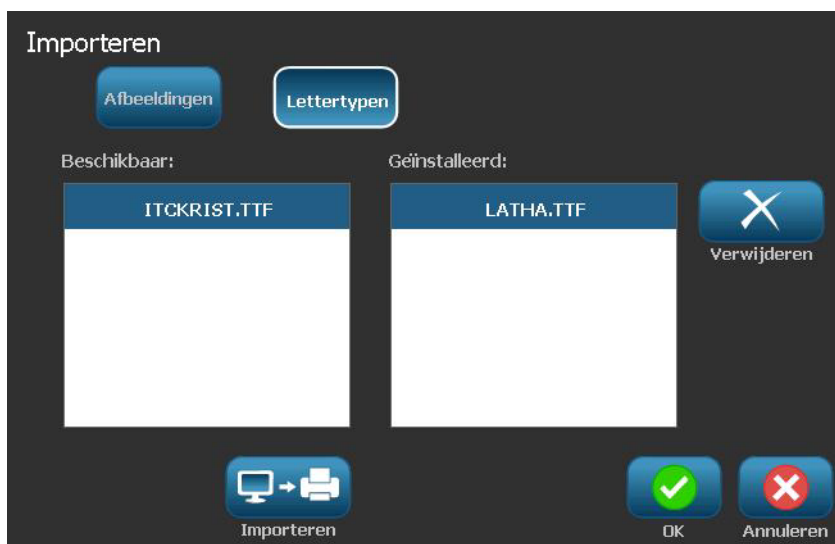 Importeren
Afbeeldingen
Lettertypen
Beschikbaar:
Geïnstalleerd:
ITCKRIST.TTF
LATHA.TTF
Verwijderen
Importeren
OK
Annuleren